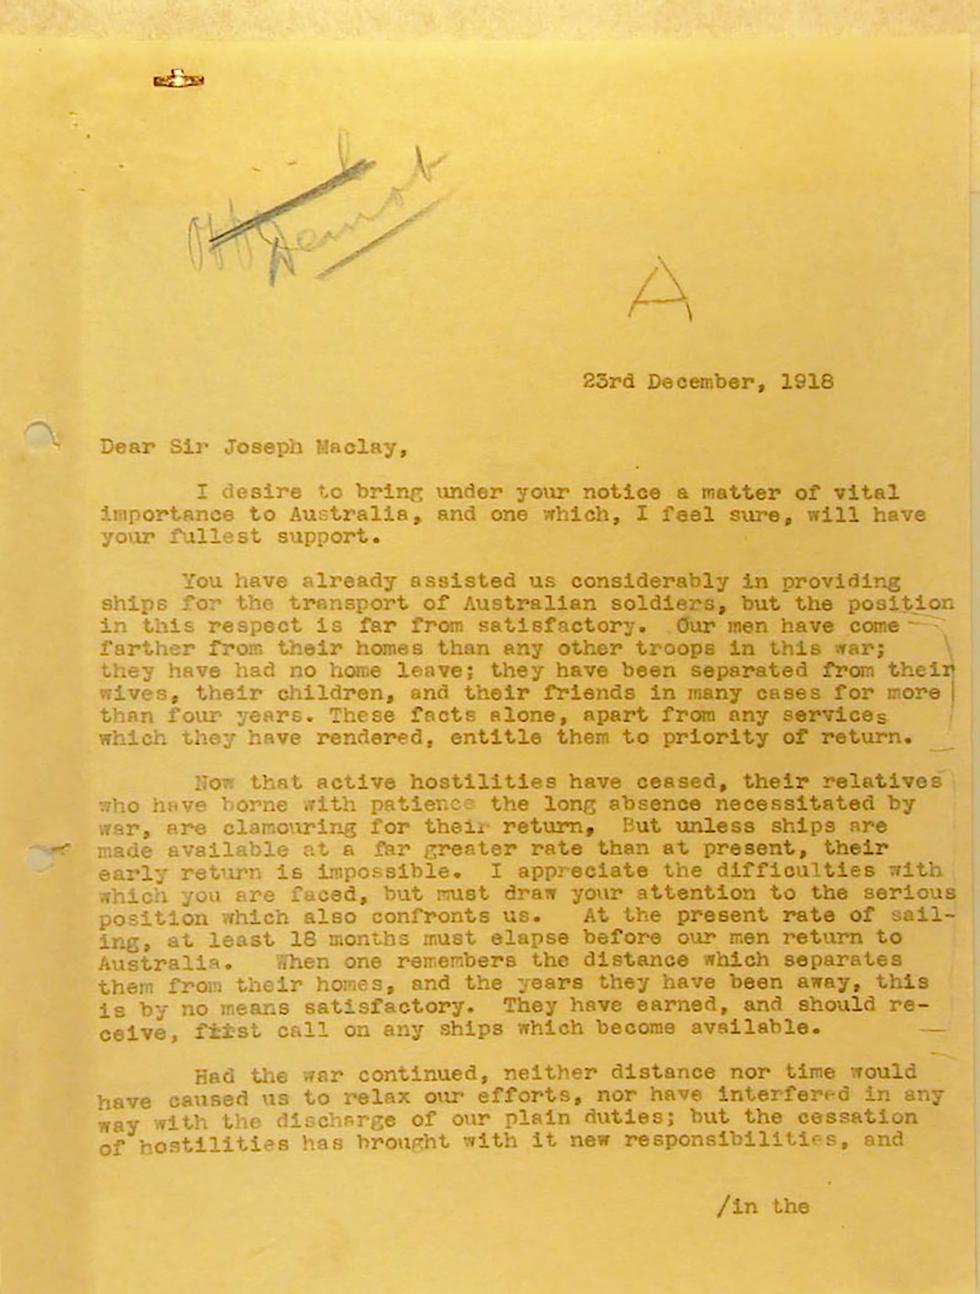 Demob
A
23rd December, 1918
Dear Sir Joseph Maclay,
I desire to bring under your notice a matter of vital
importance to Australia, and one which, I feel sure, will have
your fullest support.
You have already assisted us considerably in providing
ships for the transport of Australian soldiers, but the position
in this respect is far from satisfactory. Our men have come
farther from their homes than any other troops in this war;
they have had no home leave; they have been separated from their
wives, their children, and their friends in many cases for more
than four years. These facts alone, apart from any services
which they have rendered, entitle them to priority of return.
Now that active hostilities have ceased, their relatives
who have borne with patience the long absence necessitated by
war, are clamouring for their return, But unless ships are
made available at a far greater rate than at present, their
early return is impossible. I appreciate the difficulties with
which you are faced, but must draw your attention to the serious
position which also confronts us. At the present rate of sail-
ing, at least 18 months must elapse before our men return to
Australia. When one remembers the distance which separates
them from their homes, and the years they have been away, this
is by no means satisfactory. They have earned, and should re-
ceive, first call on any ships which become available.
Had the war continued, neither distance nor time would
have caused us to relax our efforts, nor have interfered in any
way with the discharge of our plain duties; but the cessation
of hostilities has brought with it new responsibilities, and
/in the